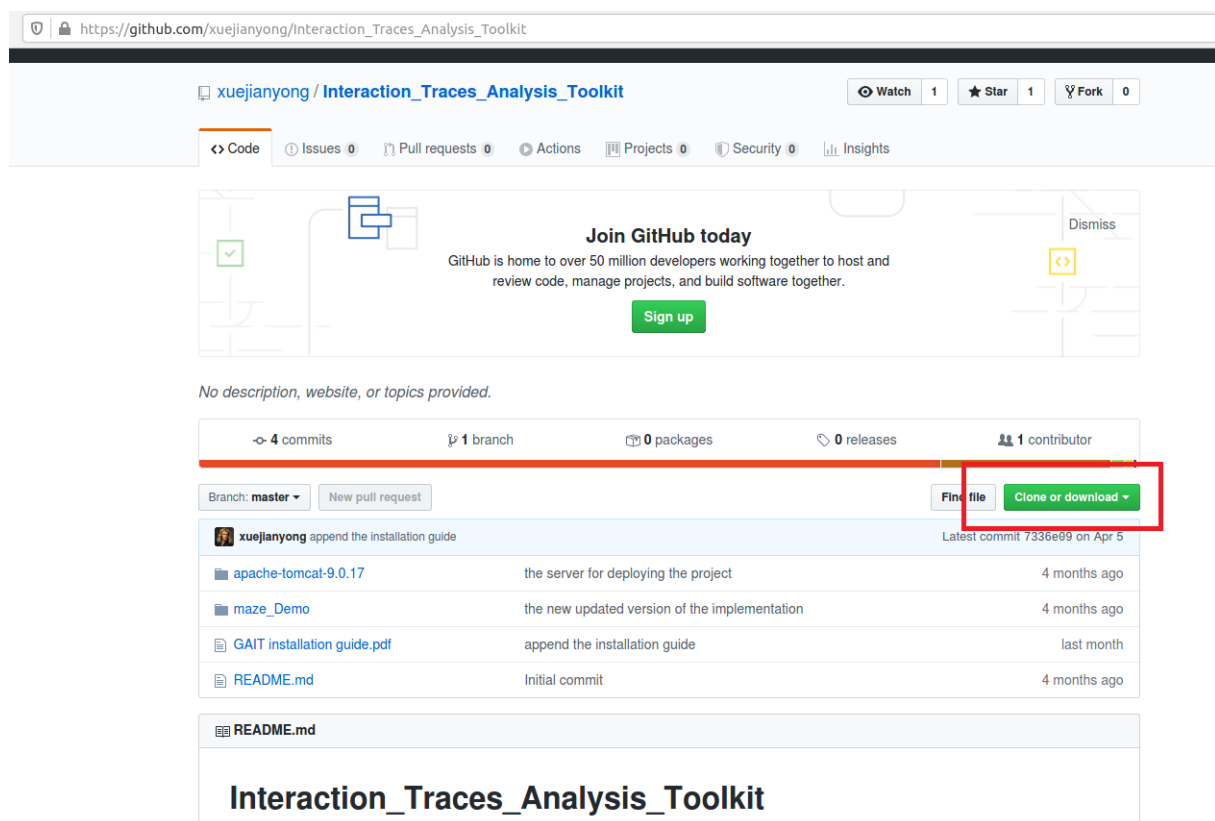 https://github.com/xuejianyong/Interaction_Traces_Analysis_Toolkit
xuejianyong / Interaction_Traces_Analysis_Toolkit
Watch 1 Star 1 Fork 0
Code Issues 0 Pull requests 0 Actions Projects 0 Security 0 Insights
Dismiss
Join GitHub today
GitHub is home to over 50 million developers working together to host and
review code, manage projects, and build software together.
Sign up
No description, website, or topics provided.
4 commits 1 branch 0 packages 0 releases 1 contributor
Branch: master New pull request Find file Clone or download
xuejianyong append the installation guide Latest commit 7336e09 on Apr 5
apache-tomcat-9.0.17 the server for deploying the project 4 months ago
maze_Demo the new updated version of the implementation 4 months ago
GAIT installation guide.pdf append the installation guide last month
README.md Initial commit 4 months ago
README.md
Interaction_Traces_Analysis_Toolkit